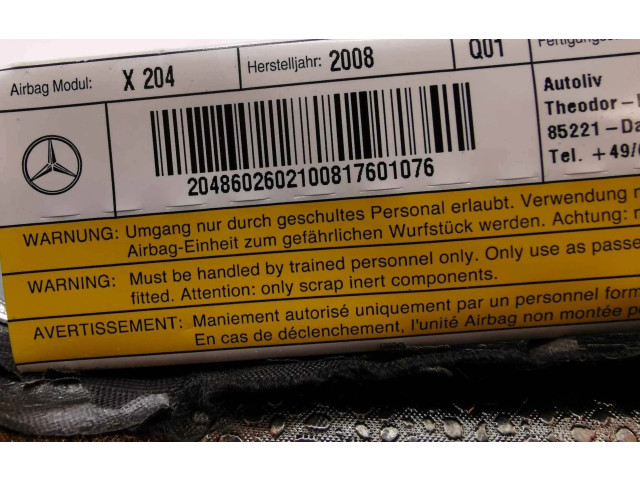 Airbag Modul: X 204 Herstelljahr: 2008 Q01
Autoliv
Theodor-
85221-Da
Tel. +49/
2048602602100817601076
WARNUNG: Umgang nur durch geschultes Personal erlaubt. Verwendung
Airbag-Einheit zum gefährlichen Wurfstück werden. Achtung:
WARNING: Must be handled by trained personnel only. Only use as passe
fitted. Attention: only scrap inert components.
AVERTISSEMENT: Maniement autorisé uniquement par un personnel form
En cas de déclenchement, l'unité Airbag non montée